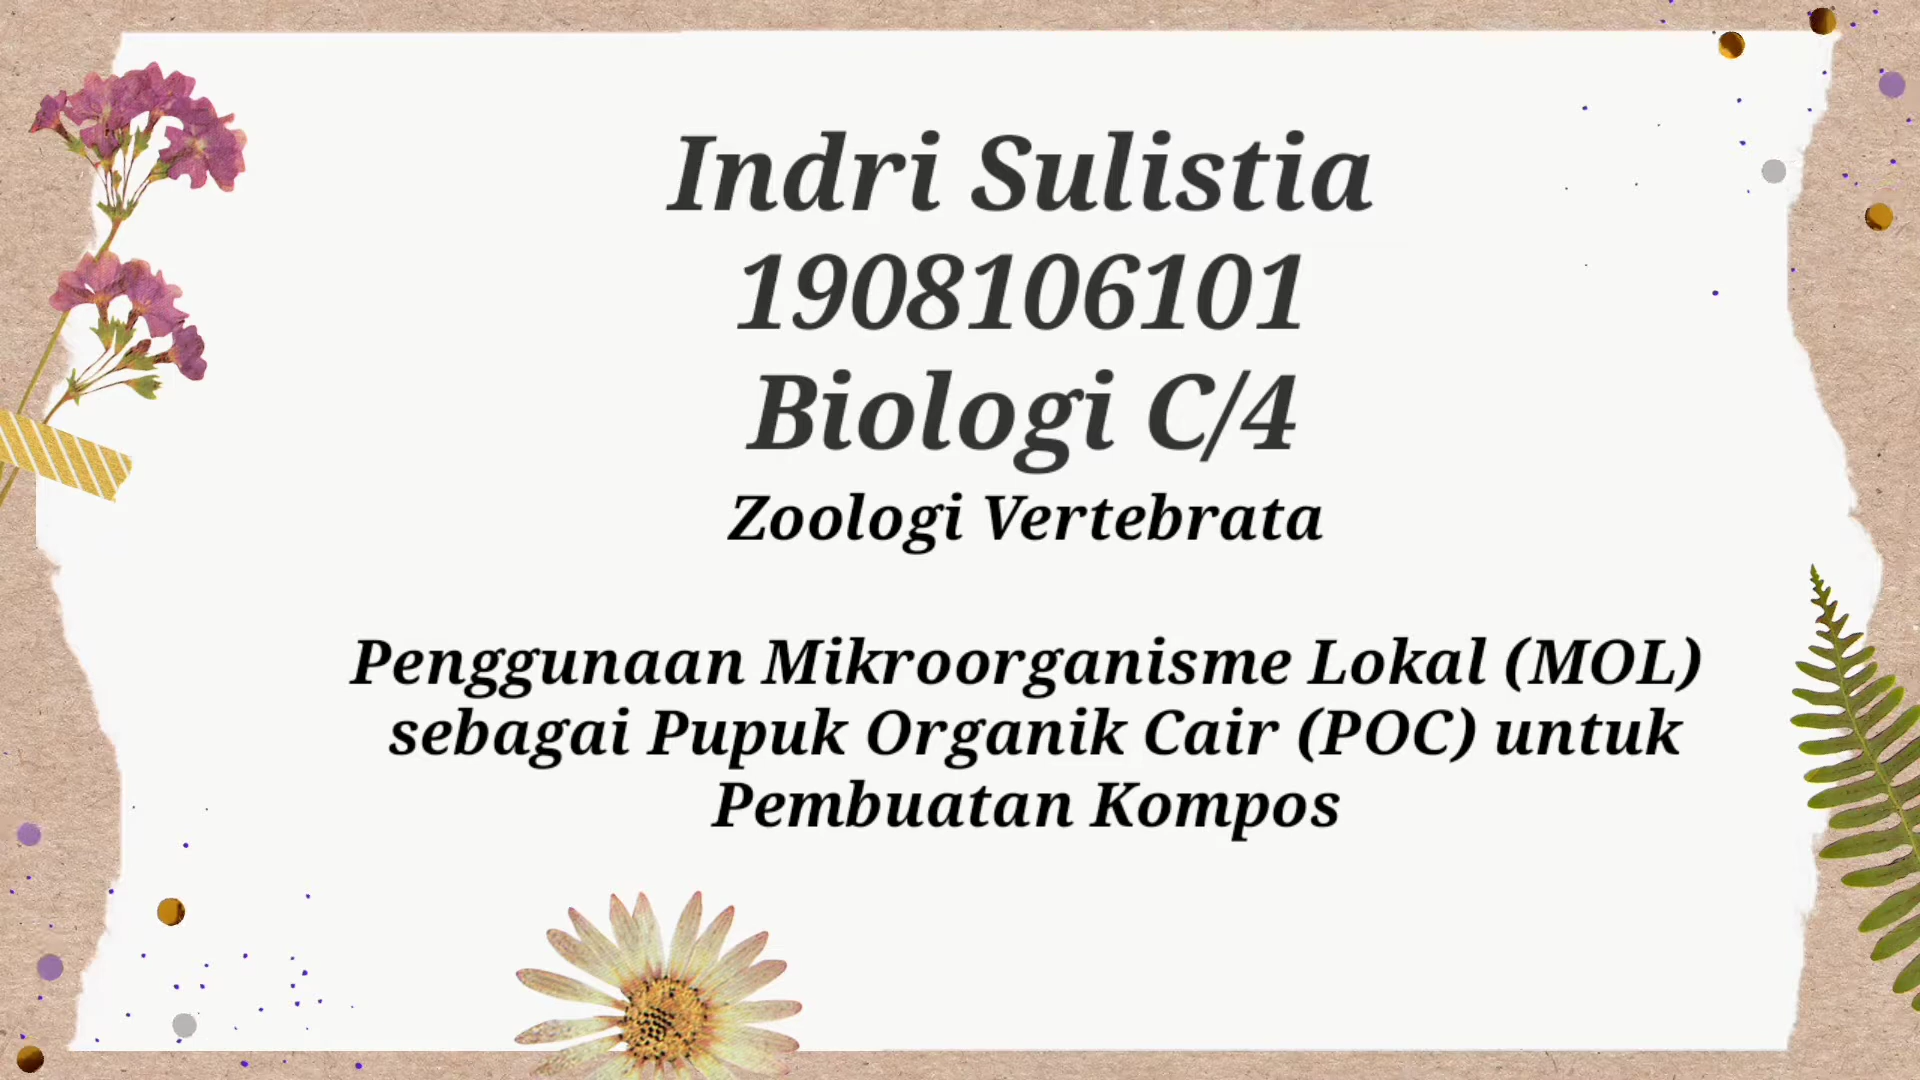 Indri Sulistia
1908106101
Biologi C/4
Zoologi Vertebrata
Penggunaan Mikroorganisme Lokal (MOL)
sebagai Pupuk Organik Cair (POC) untuk
Pembuatan Kompos